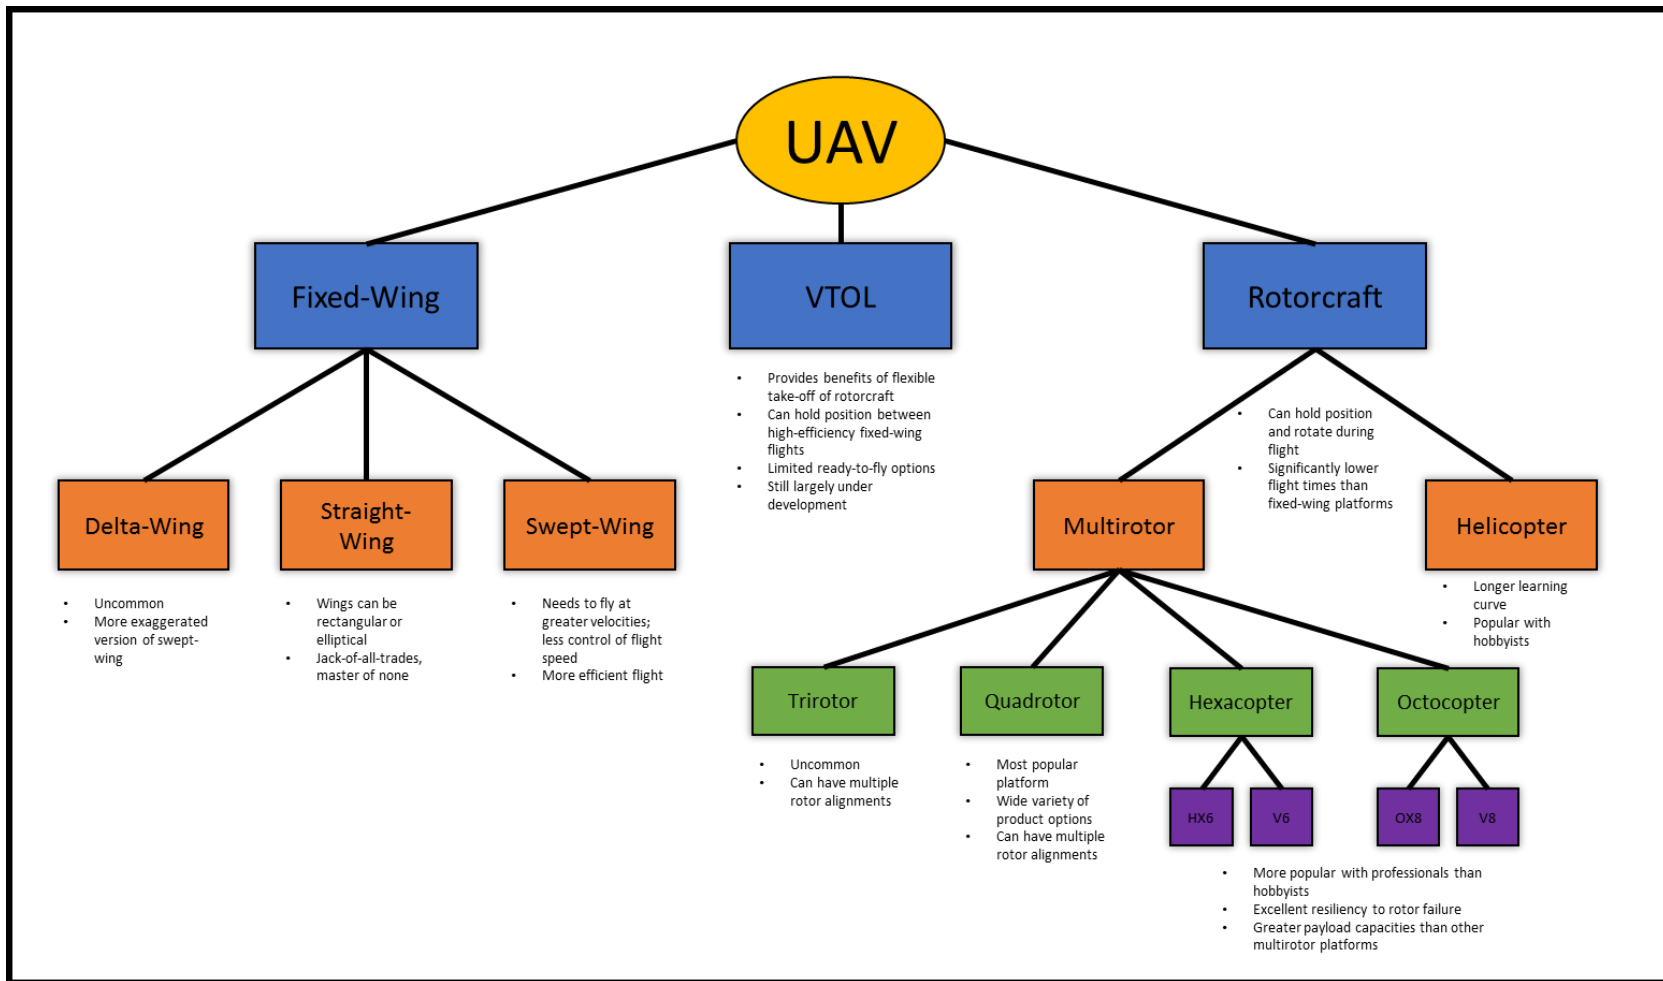 UAV
Fixed-Wing
VTOL
Rotorcraft
• Provides benefits of flexible
take-off of rotorcraft
• Can hold position between
high-efficiency fixed-wing
flights
• Limited ready-to-fly options
• Still largely under
development
• Can hold position
and rotate during
flight
• Significantly lower
flight times than
fixed-wing platforms
Delta-Wing
Straight-
Wing
Swept-Wing
Multirotor
Helicopter
• Uncommon
• More exaggerated
version of swept-
wing
• Wings can be
rectangular or
elliptical
• Jack-of-all-trades,
master of none
• Needs to fly at
greater velocities;
less control of flight
speed
• More efficient flight
• Longer learning
curve
• Popular with
hobbyists
Trirotor
Quadrotor
Hexacopter
Octocopter
• Uncommon
• Can have multiple
rotor alignments
• Most popular
platform
• Wide variety of
product options
• Can have multiple
rotor alignments
HX6
V6
OX8
V8
• More popular with professionals than
hobbyists
• Excellent resiliency to rotor failure
• Greater payload capacities than other
multirotor platforms